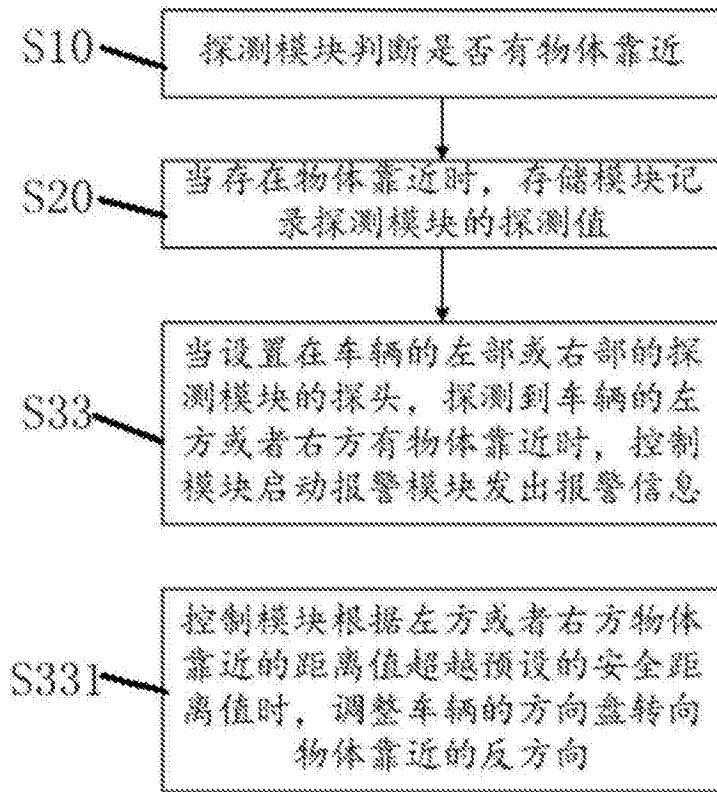 S10
探测模块判断是否有物体靠近
S20
当存在物体靠近时，存储模块记
录探测模块的探测值
S33
当设置在车辆的左部或右部的探
测模块的探头，探测到车辆的左
方或者右方有物体靠近时，控制
模块启动报警模块发出报警信息
S331
控制模块根据左方或者右方物体
靠近的距离值超越预设的安全距
离值时，调整车辆的方向盘转向
物体靠近的反方向